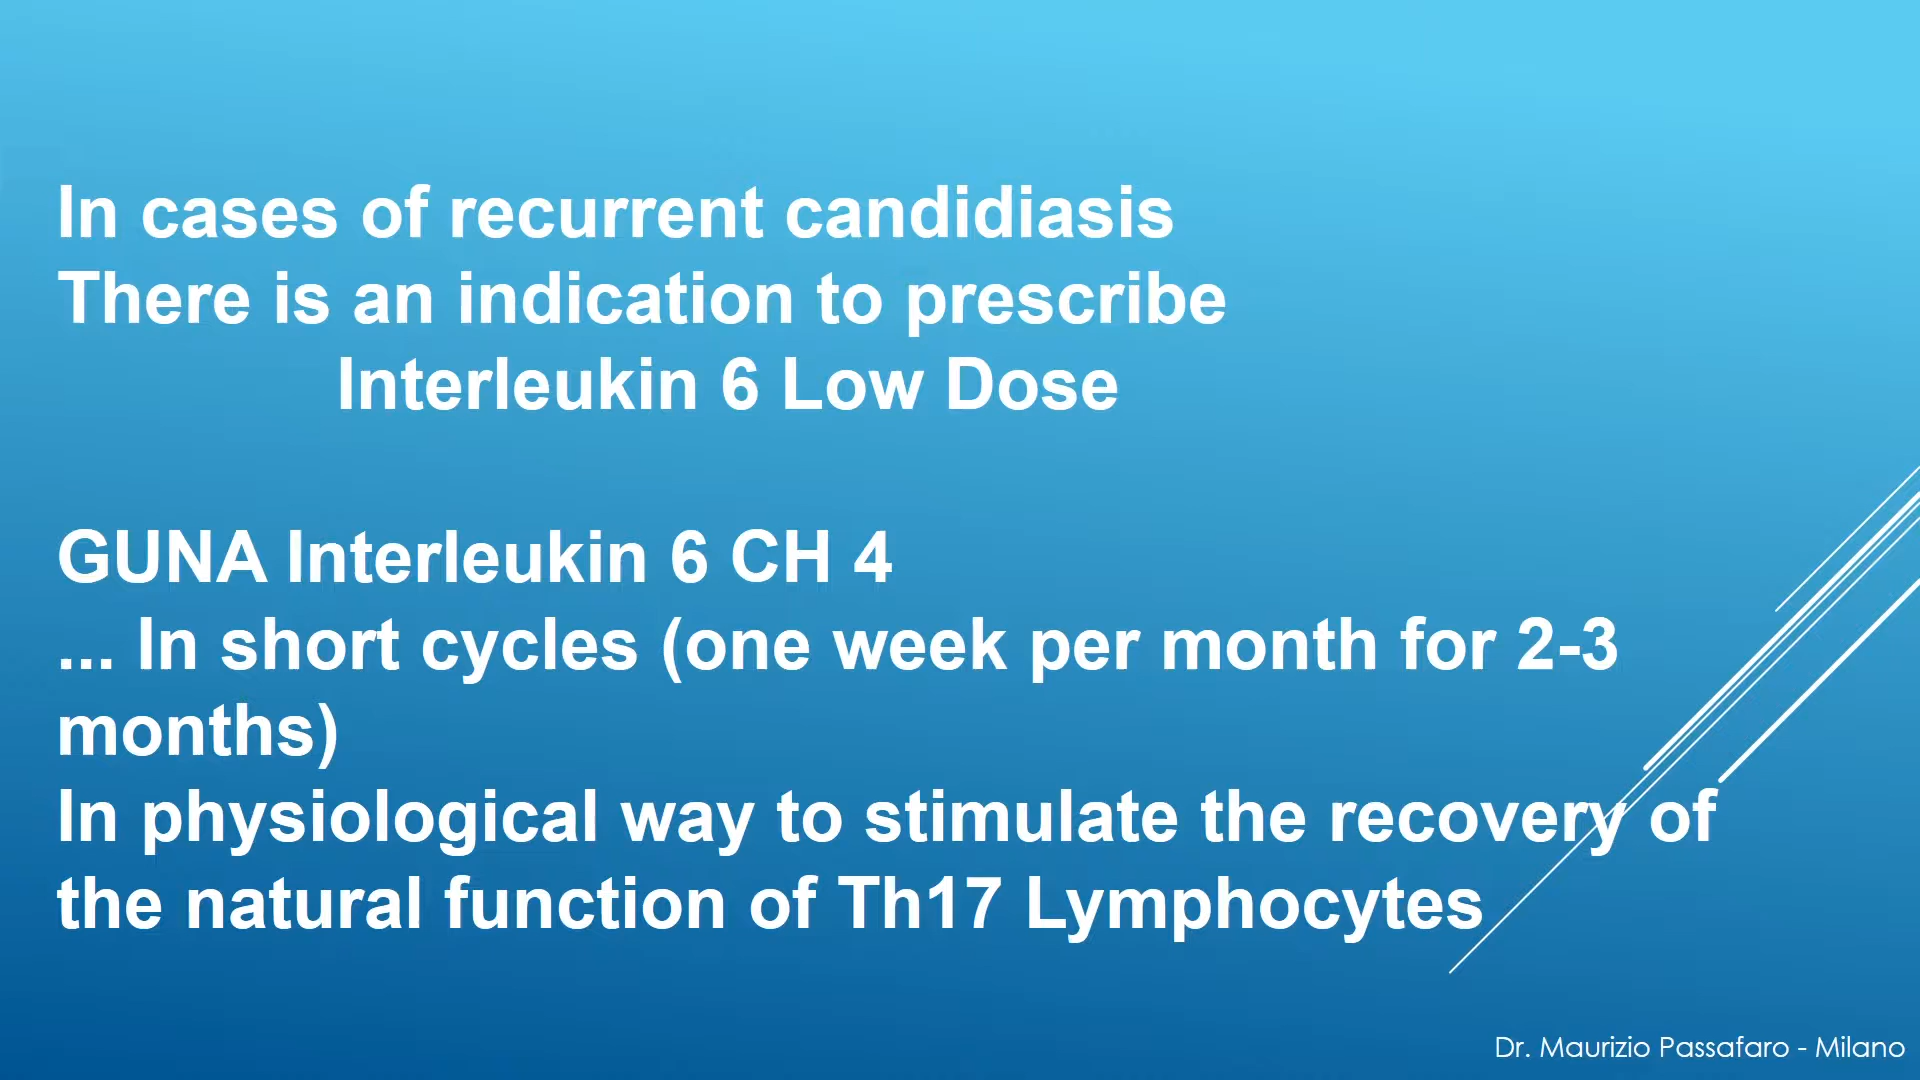 In cases of recurrent candidiasis
There is an indication to prescribe
Interleukin 6 Low Dose
GUNA Interleukin 6 CH 4
... In short cycles (one week per month for 2-3
months)
In physiological way to stimulate the recovery of
the natural function of Th17 Lymphocytes
Dr. Maurizio Passafaro - Milano